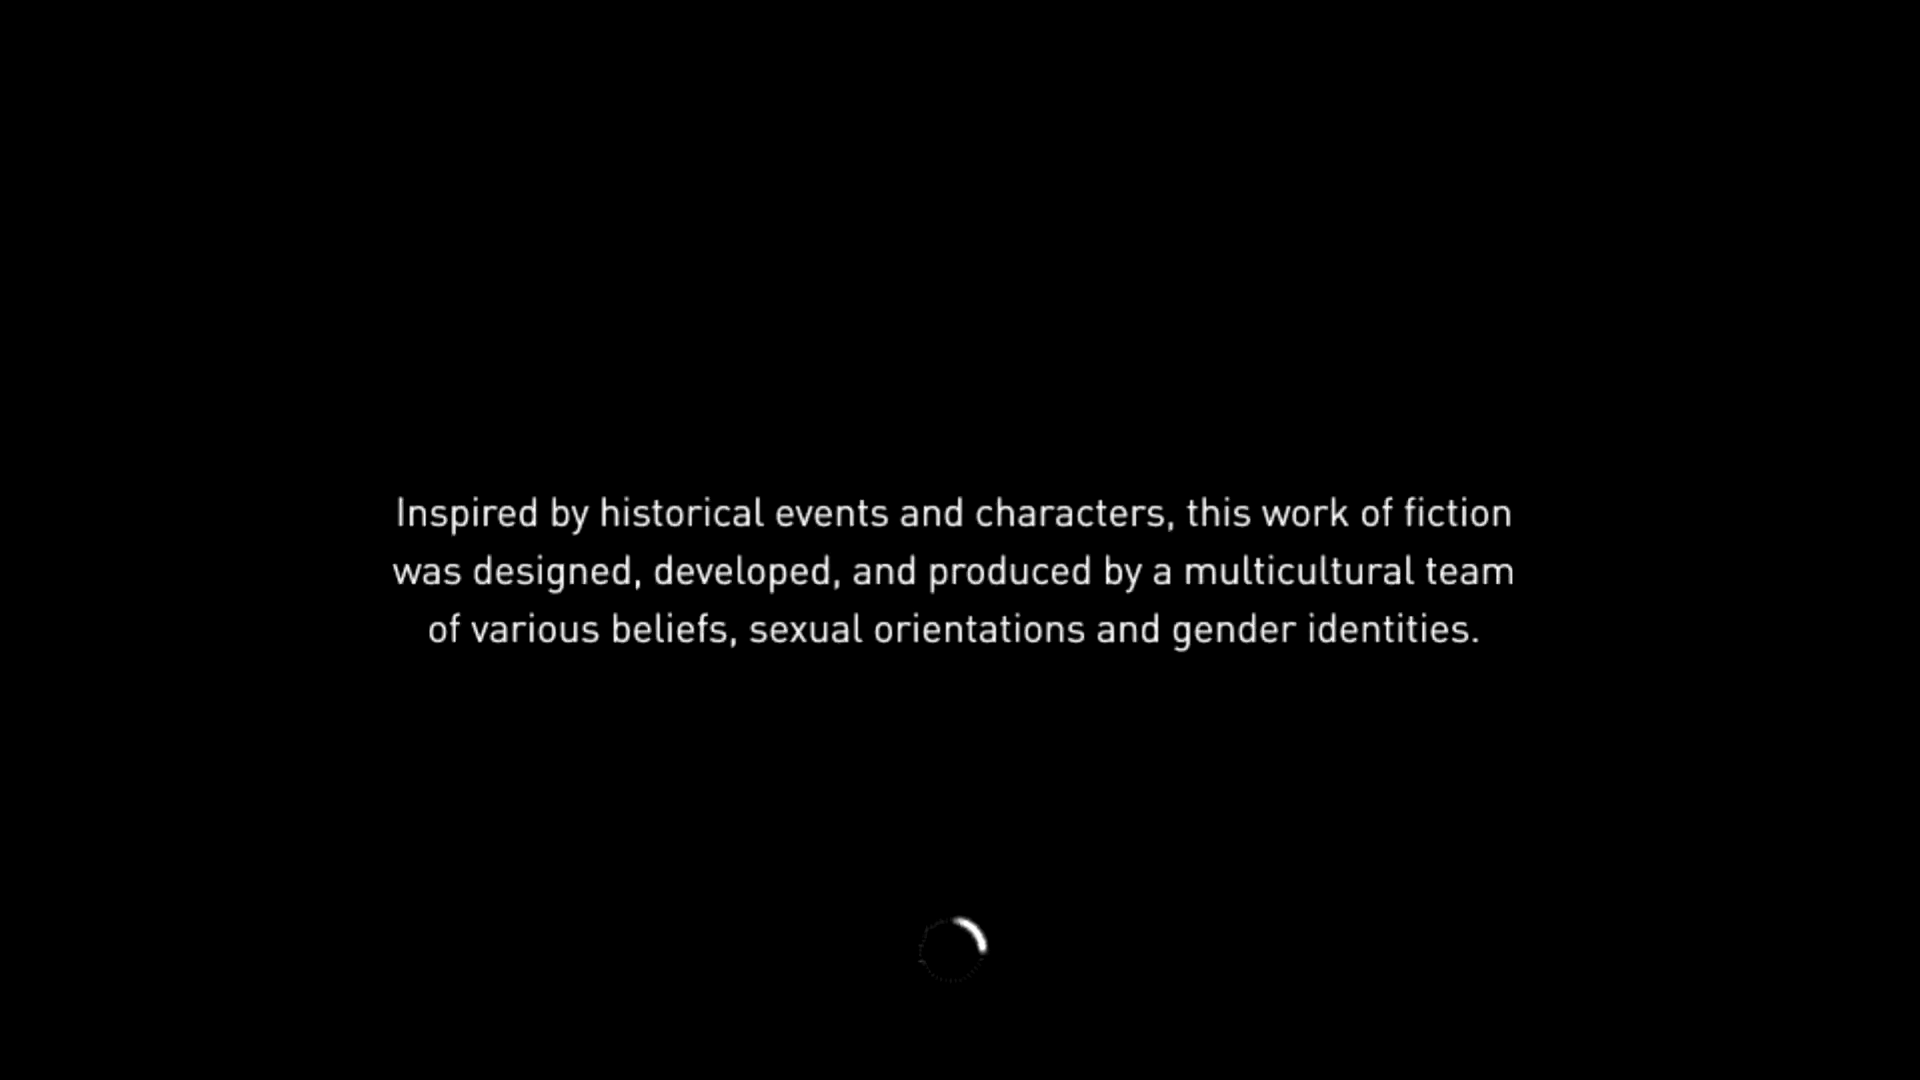 Inspired by historical events and characters, this work of fiction
was designed, developed, and produced by a multicultural team
of various beliefs, sexual orientations and gender identities.